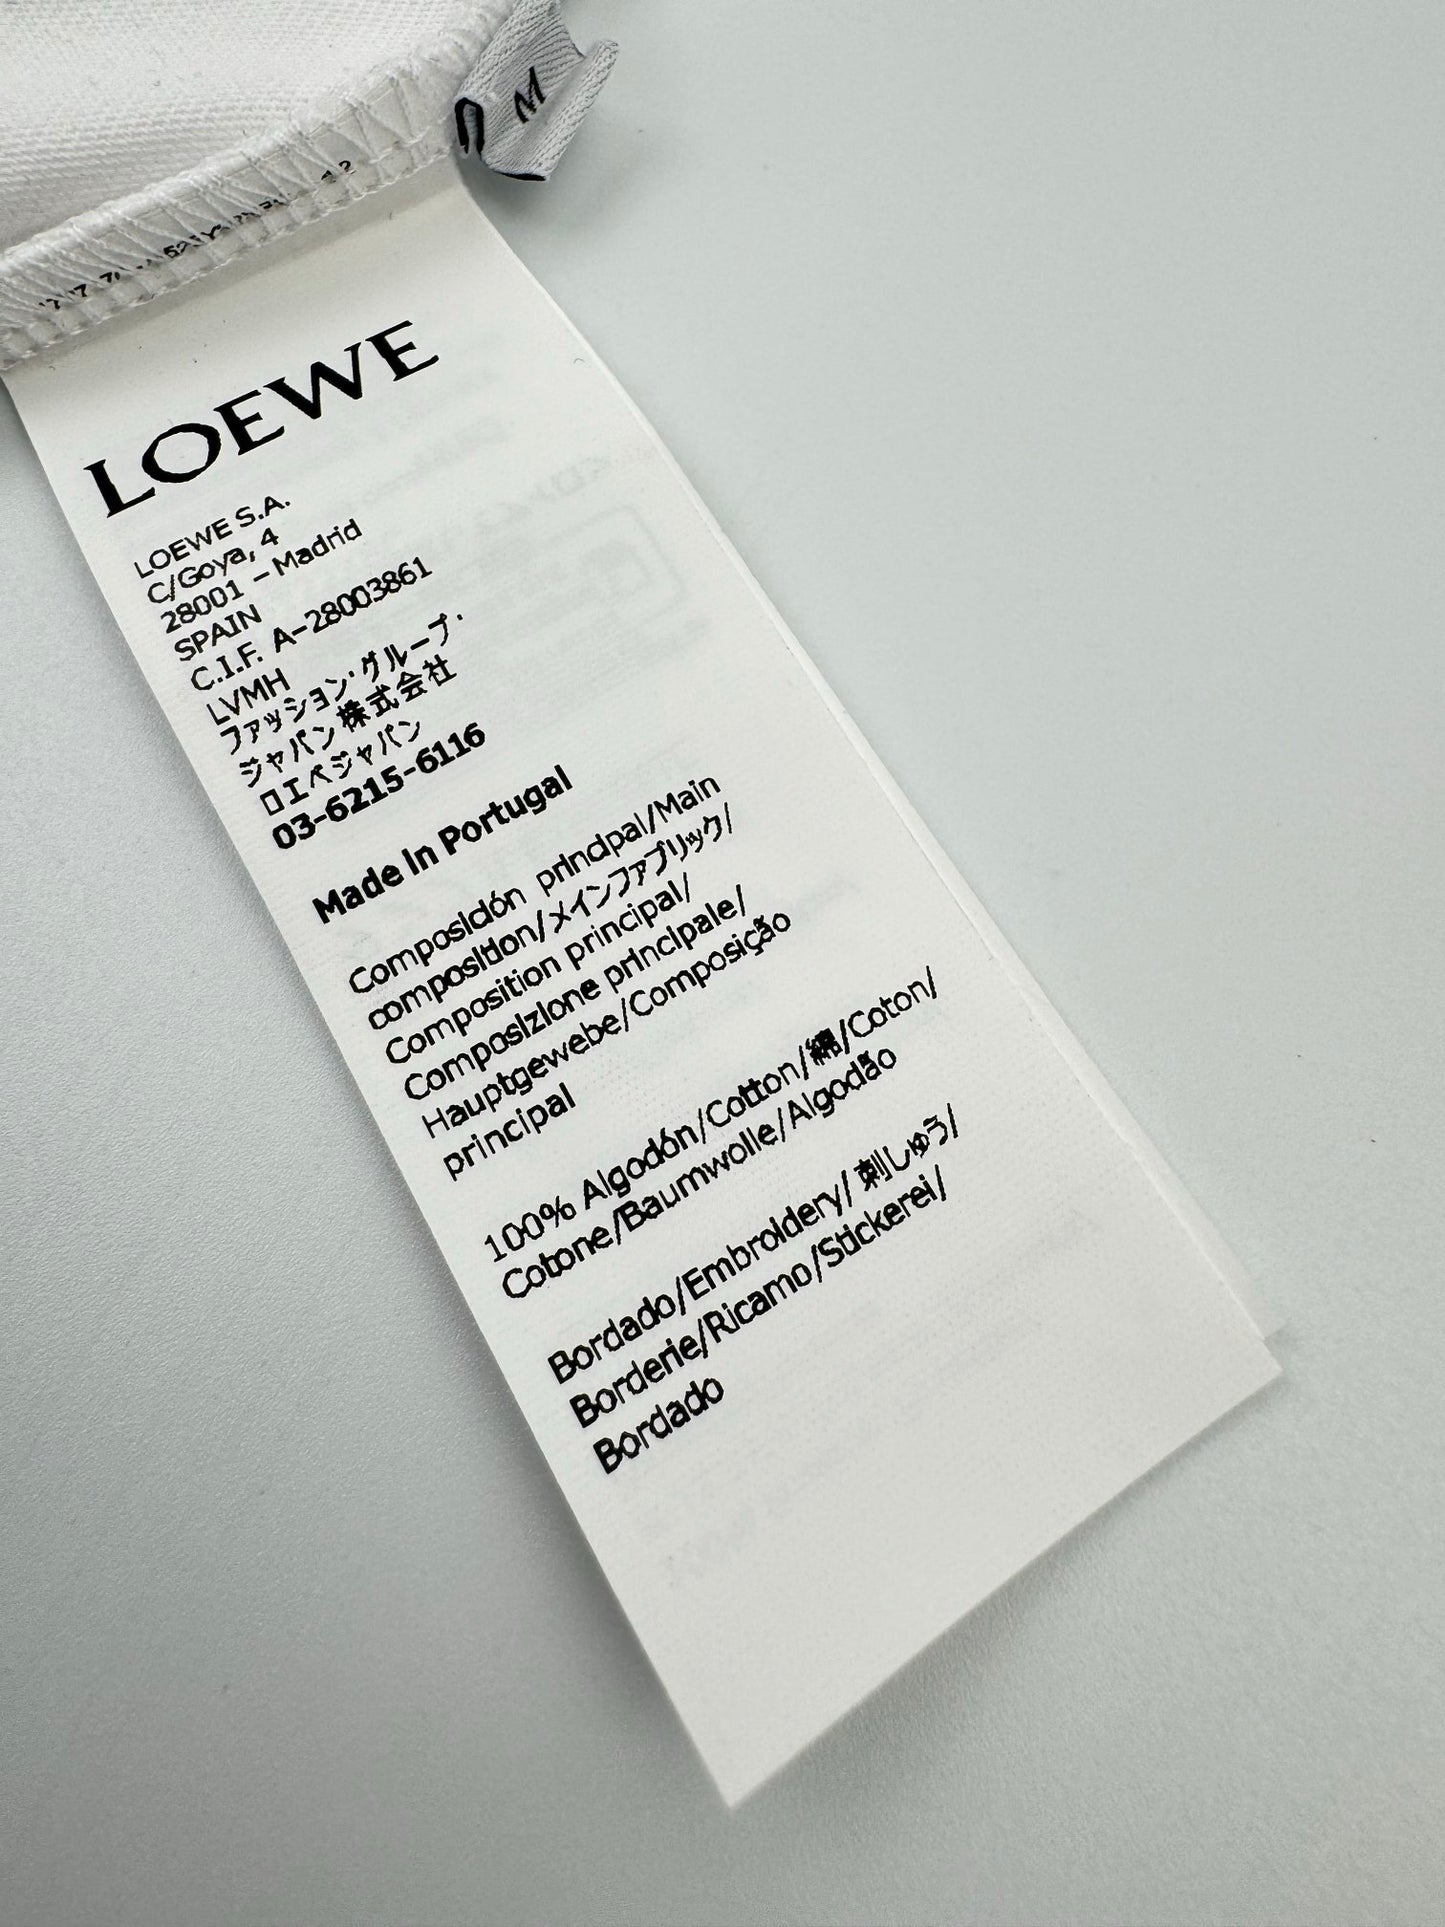 M
LOEWE
LOEWE S.A.
C/Goya, 4
28001 – Madrid
SPAIN
C.I.F. A-28003861
LVMH
ファッション・グループ・
ジャパン株式会社
ロエベジャパン
03-6215-6116
Made in Portugal
Composición principal/Main
composition/メインファブリック/
Composition principal/
Composizione principale/
Hauptgewebe/Composição
principal
100% Algodón/Cotton/綿/Coton/
Cotone/Baumwolle/Algodão
Bordado/Embroidery/ 刺しゅう/
Borderie/Ricamo/Stickerei/
Bordado